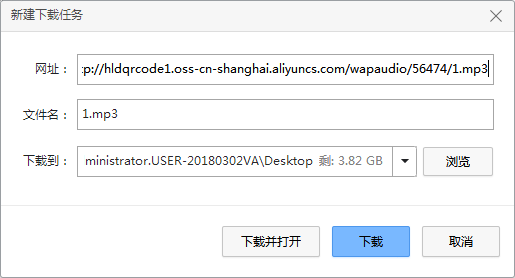 新建下载任务
网址： :p://hldqrcode1.oss-cn-shanghai.aliyuncs.com/wapaudio/56474/1.mp3
文件名： 1.mp3
下载到： ministrator.USER-20180302VA\Desktop 剩: 3.82 GB 浏览
下载并打开 下载 取消